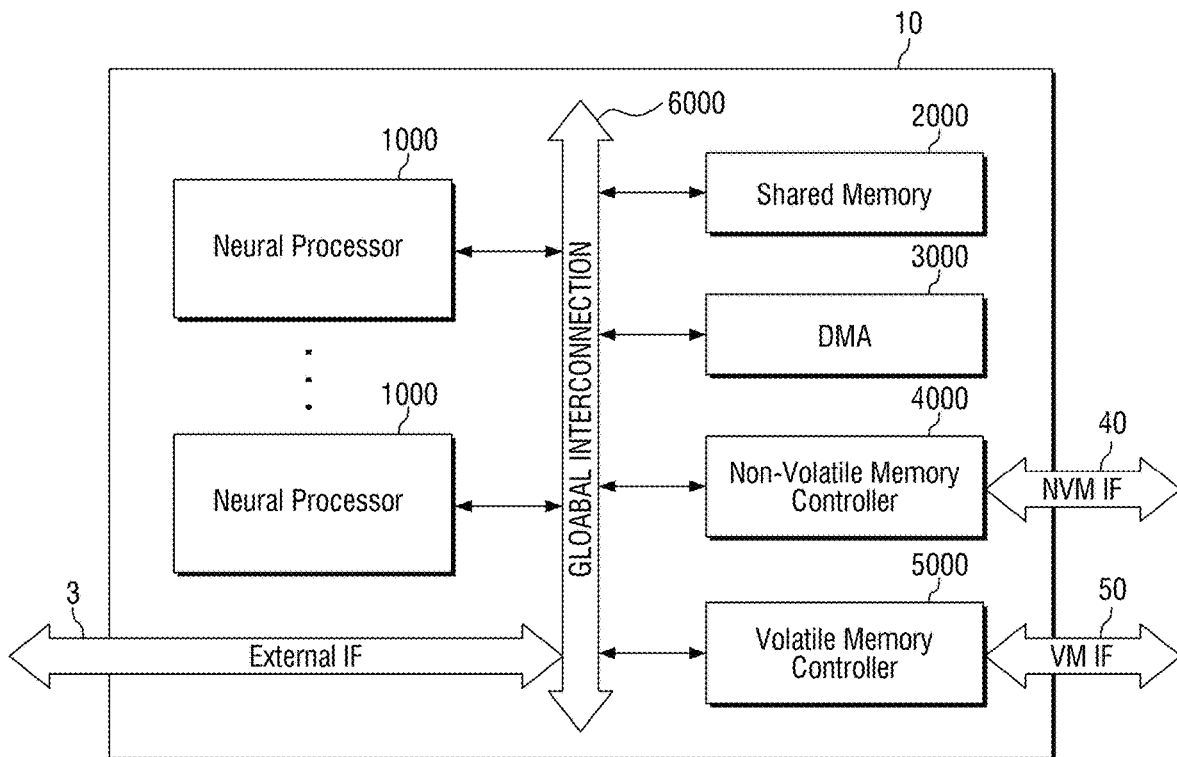 10
6000
1000
2000
Neural Processor
Shared Memory
3000
DMA
1000
4000
Neural Processor
Non-Volatile Memory
Controller
40
NVM IF
GLOABAL INTERCONNECTION
3
External IF
5000
Volatile Memory
Controller
50
VM IF